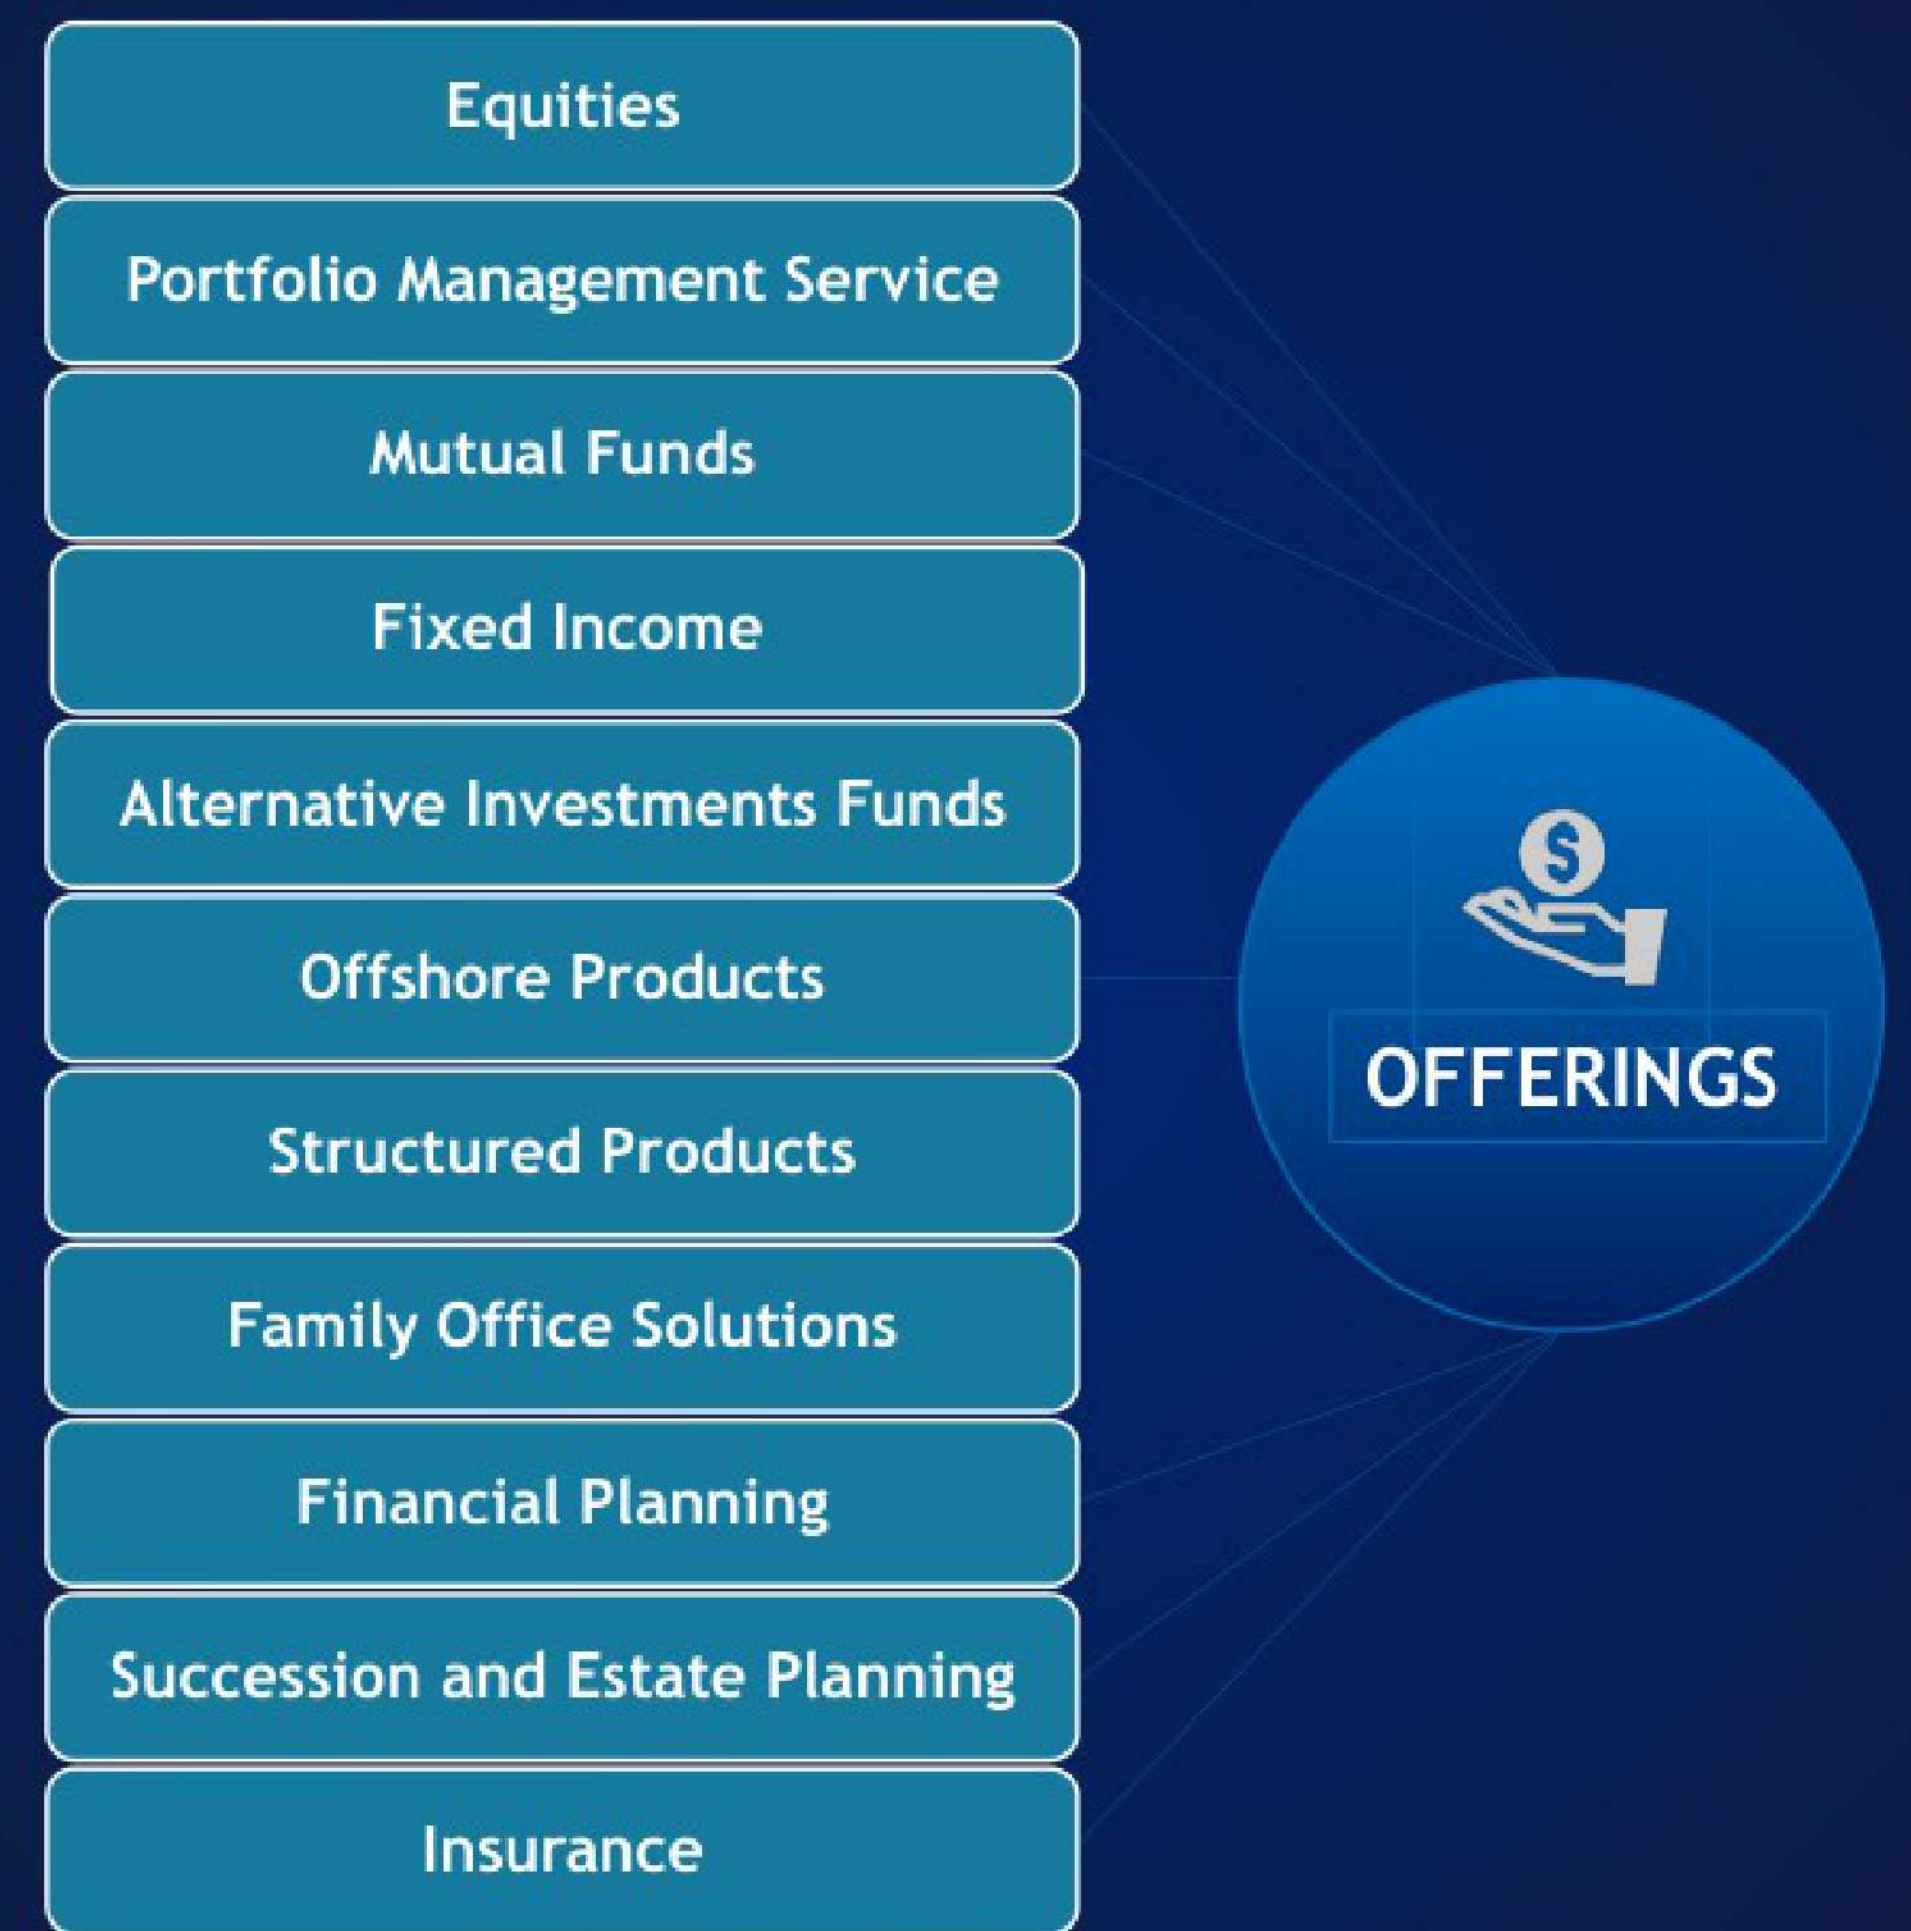 Equities
Portfolio Management Service
Mutual Funds
Fixed Income
Alternative Investments Funds
Offshore Products
Structured Products
Family Office Solutions
Financial Planning
Succession and Estate Planning
Insurance
$
OFFERINGS